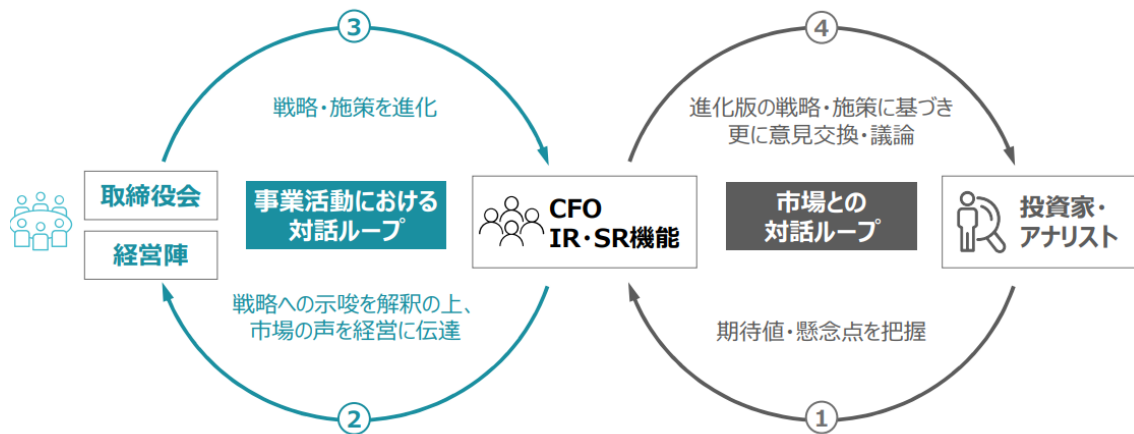 ③
④
戦略・施策を進化
進化版の戦略・施策に基づき
更に意見交換・議論
取締役会
経営陣
事業活動における
対話ループ
CFO
IR・SR機能
市場との
対話ループ
投資家・
アナリスト
戦略への示唆を解釈の上、
市場の声を経営に伝達
期待値・懸念点を把握
②
①